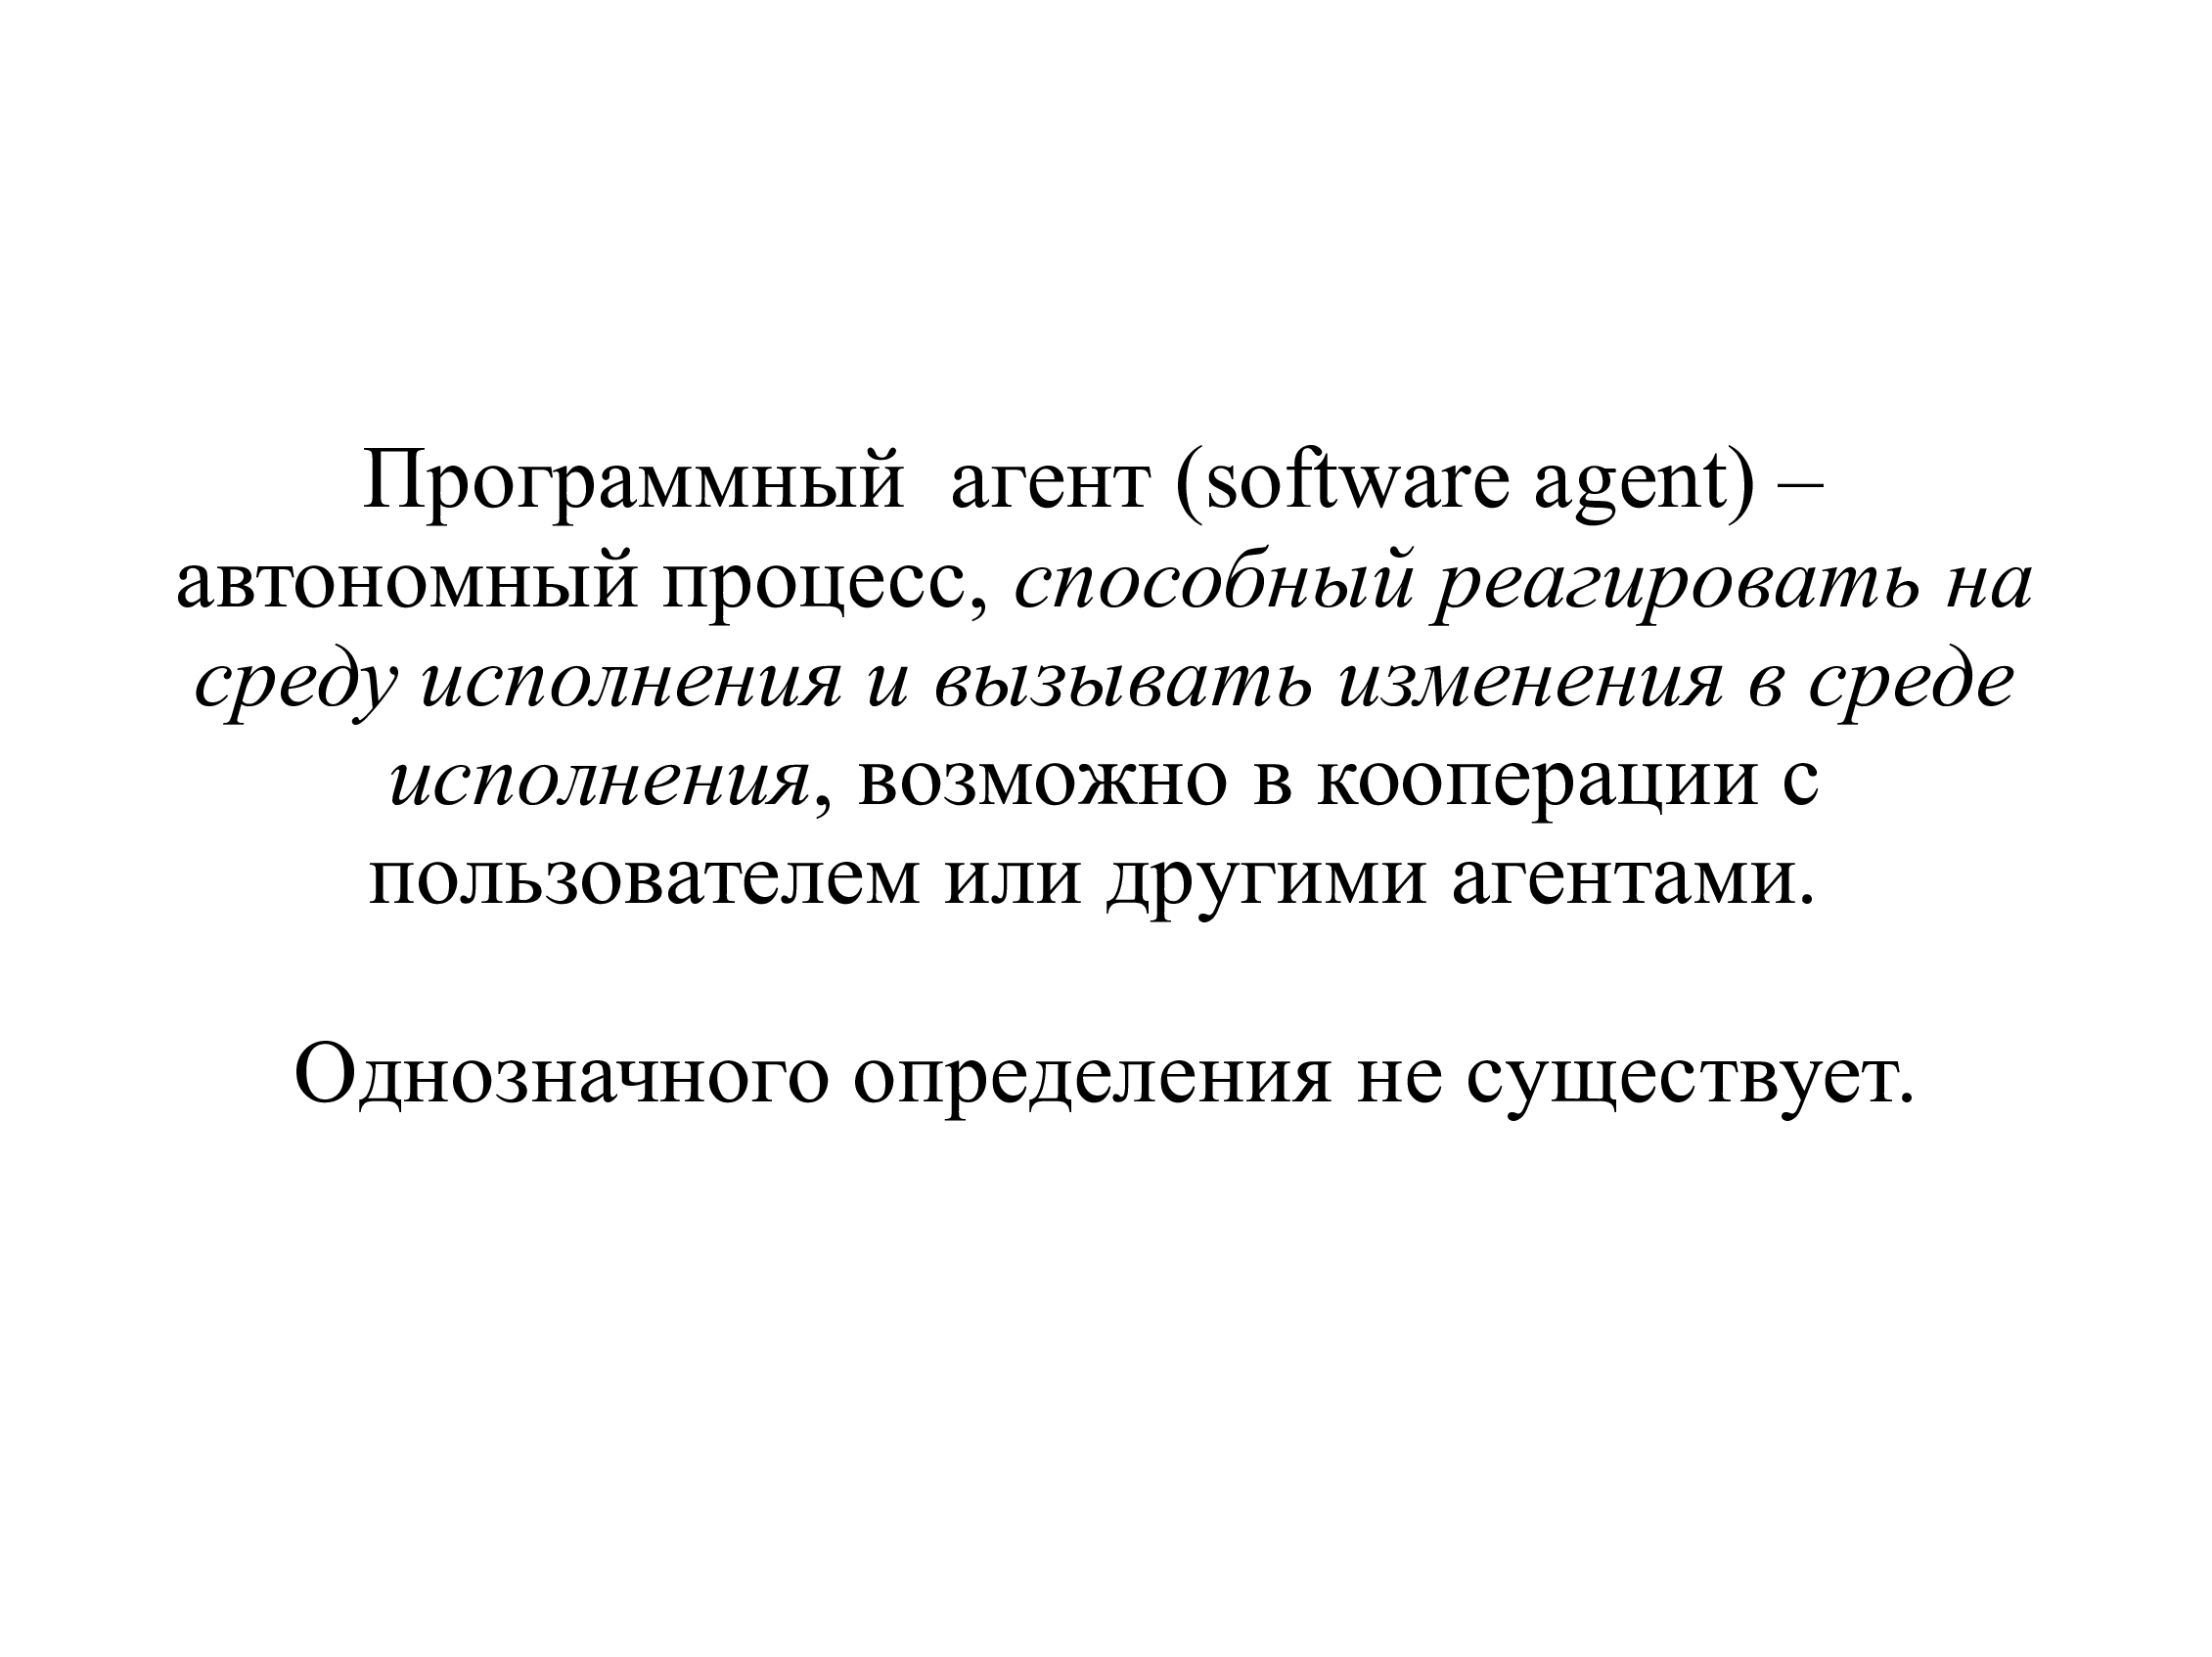 Программный  агент (software agent) –
автономный процесс, способный реагировать на
среду исполнения и вызывать изменения в среде
исполнения, возможно в кооперации с
пользователем или другими агентами.
Однозначного определения не существует.